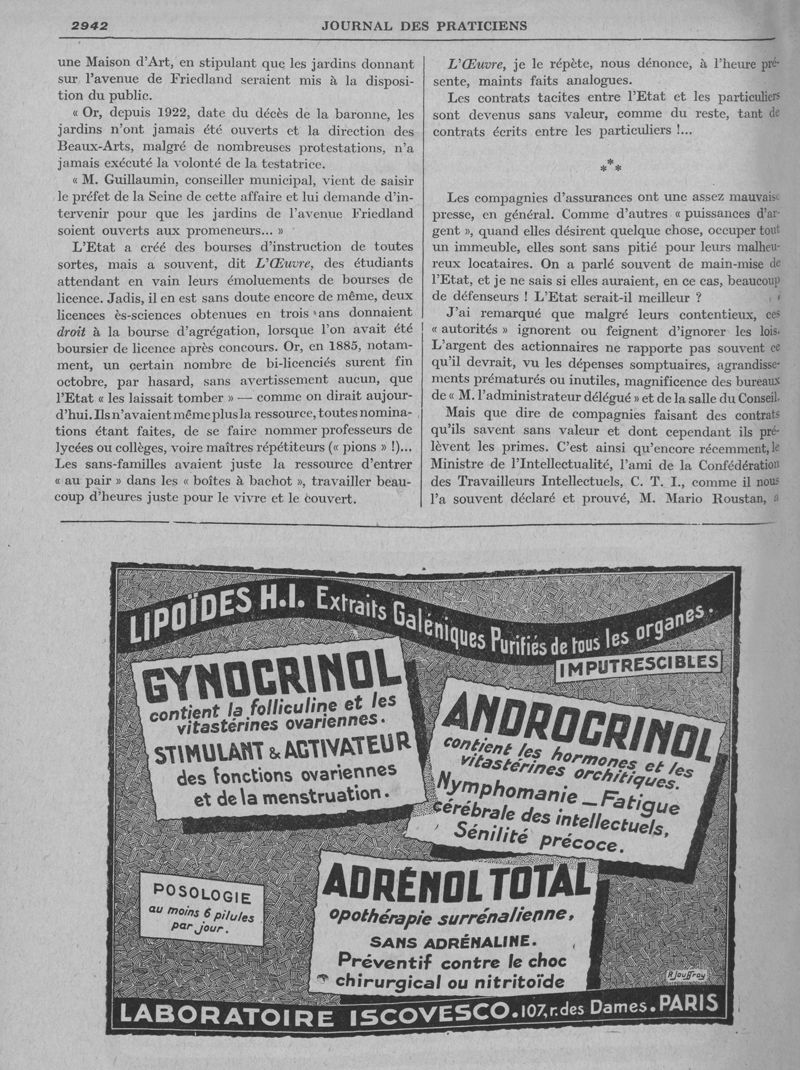 2942
JOURNAL DES PRATICIENS
une Maison d'Art, en stipulant que les jardins donnant
sur l'avenue de Friedland seraient mis à la disposi-
tion du public.
« Or, depuis 1922, date du décès de la baronne, les
jardins n'ont jamais été ouverts et la direction des
Beaux-Arts, malgré de nombreuses protestations, n'a
jamais exécuté la volonté de la testatrice.
« M. Guillaumin, conseiller municipal, vient de saisir
le préfet de la Seine de cette affaire et lui demande d'in-
tervenir pour que les jardins de l'avenue Friedland
soient ouverts aux promeneurs... »
L'Etat a créé des bourses d'instruction de toutes
sortes, mais a souvent, dit L'Œuvre, des étudiants
attendant en vain leurs émoluements de bourses de
licence. Jadis, il en est sans doute encore de même, deux
licences ès-sciences obtenues en trois ans donnaient
droit à la bourse d'agrégation, lorsque l'on avait été
boursier de licence après concours. Or, en 1885, notam-
ment, un certain nombre de bi-licenciés surent fin
octobre, par hasard, sans avertissement aucun, que
l'Etat « les laissait tomber » — comme on dirait aujour-
d'hui. Ils n'avaient même plus la ressource, toutes nomina-
tions étant faites, de se faire nommer professeurs de
lycées ou collèges, voire maîtres répétiteurs (« pions » !)...
Les sans-familles avaient juste la ressource d'entrer
« au pair » dans les « boîtes à bachot », travailler beau-
coup d'heures juste pour le vivre et le couvert.
L'Œuvre, je le répète, nous dénonce, à l'heure pré-
sente, maints faits analogues.
Les contrats tacites entre l'Etat et les particuliers
sont devenus sans valeur, comme du reste, tant de
contrats écrits entre les particuliers !...
***
Les compagnies d'assurances ont une assez mauvaise
presse, en général. Comme d'autres « puissances d'ar-
gent », quand elles désirent quelque chose, occuper tout
un immeuble, elles sont sans pitié pour leurs malheu-
reux locataires. On a parlé souvent de main-mise de
l'Etat, et je ne sais si elles auraient, en ce cas, beaucoup
de défenseurs ! L'Etat serait-il meilleur ?
J'ai remarqué que malgré leurs contentieux, ces
« autorités » ignorent ou feignent d'ignorer les lois.
L'argent des actionnaires ne rapporte pas souvent ce
qu'il devrait, vu les dépenses somptuaires, agrandisse-
ments prématurés ou inutiles, magnificence des bureaux
de « M. l'administrateur délégué » et de la salle du Conseil.
Mais que dire de compagnies faisant des contrats
qu'ils savent sans valeur et dont cependant ils pré-
lèvent les primes. C'est ainsi qu'encore récemment, le
Ministre de l'Intellectualité, l'ami de la Confédération
des Travailleurs Intellectuels, C. T. I., comme il nous
l'a souvent déclaré et prouvé, M. Mario Roustan, a
LIPOÏDES H.I. Extraits Galéniques Purifiés de tous les organes.
IMPUTRESCIBLES
GYNOCRINOL
contient la folliculine et les
vitastérines ovariennes.
STIMULANT & ACTIVATEUR
des fonctions ovariennes
et de la menstruation.
ANDROCRINOL
contient les hormones et les
vitastérines orchitiques.
Nymphomanie _ Fatigue
cérébrale des intellectuels,
Sénilité précoce.
POSOLOGIE
au moins 6 pilules
par jour.
ADRÉNOL TOTAL
opothérapie surrénalienne,
SANS ADRÉNALINE.
Préventif contre le choc
chirurgical ou nitritoïde
R. Jouffroy
LABORATOIRE ISCOVESCO. 107, r. des Dames. PARIS